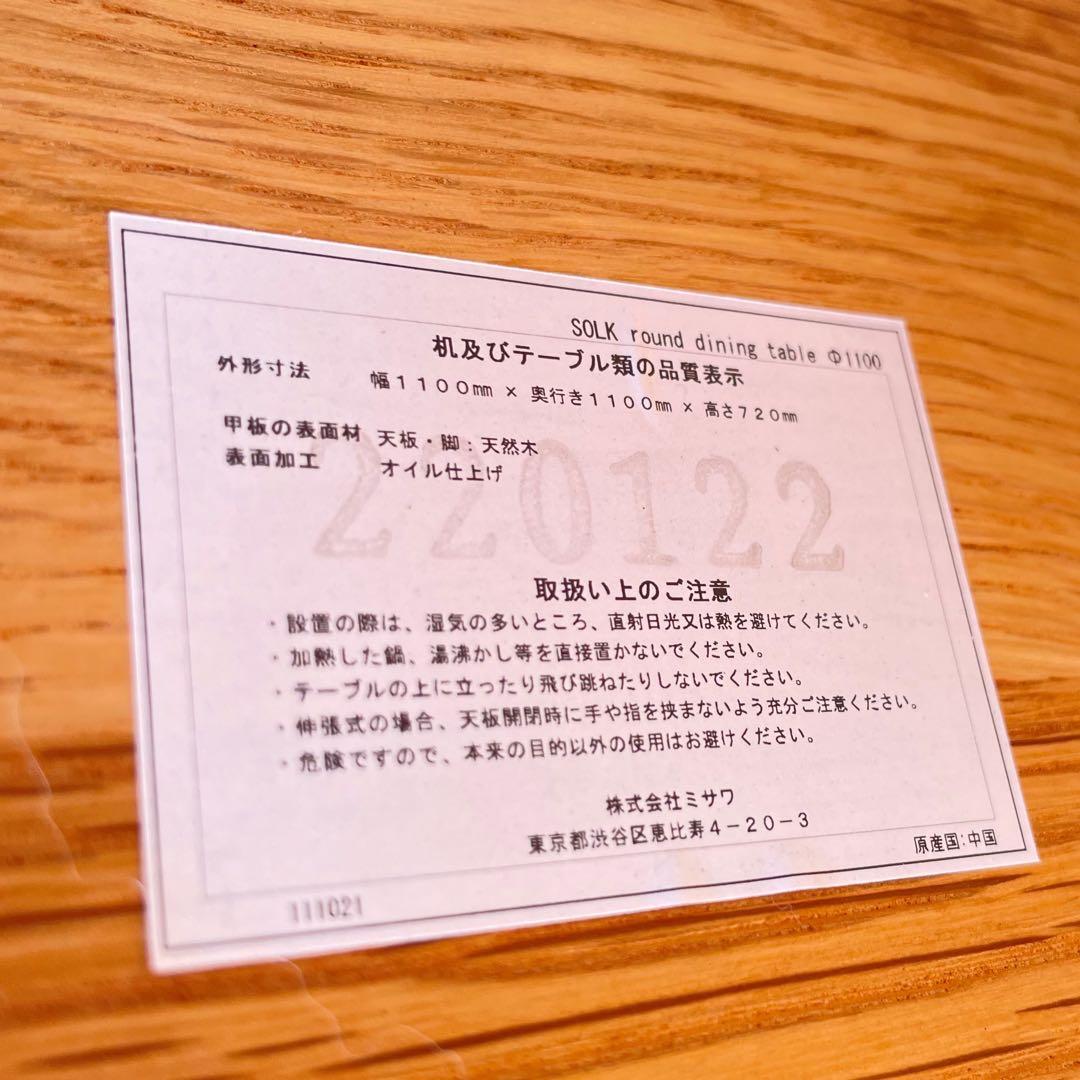 SOLK round dining table Φ1100
机及びテーブル類の品質表示
外形寸法 幅1100㎜ × 奥行き1100㎜ × 高さ720㎜
甲板の表面材 天板・脚：天然木
表面加工 オイル仕上げ
220122
取扱い上のご注意
・設置の際は、湿気の多いところ、直射日光又は熱を避けてください。
・加熱した鍋、湯沸かし等を直接置かないでください。
・テーブルの上に立ったり飛び跳ねたりしないでください。
・伸張式の場合、天板開閉時に手や指を挟まないよう充分ご注意ください。
・危険ですので、本来の目的以外の使用はお避けください。
株式会社ミサワ
東京都渋谷区恵比寿4－20－3
原産国:中国
111021